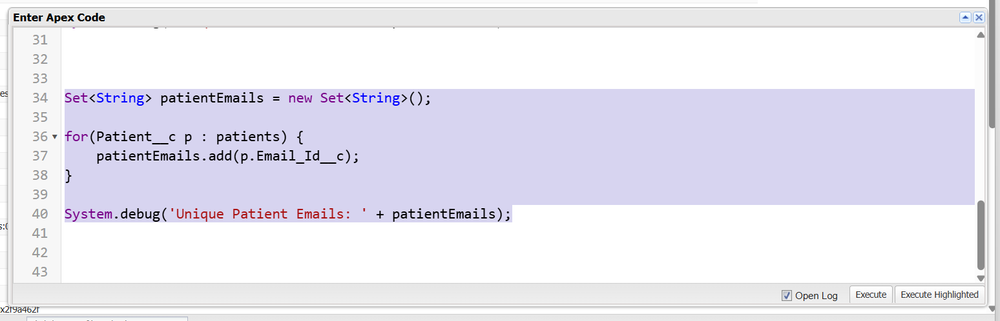 Enter Apex Code
31
32
33
34 Set<String> patientEmails = new Set<String>();
35
36 for(Patient__c p : patients) {
37     patientEmails.add(p.Email_Id__c);
38 }
39
40 System.debug('Unique Patient Emails: ' + patientEmails);
41
42
43
Open Log Execute Execute Highlighted
x2f9a462f